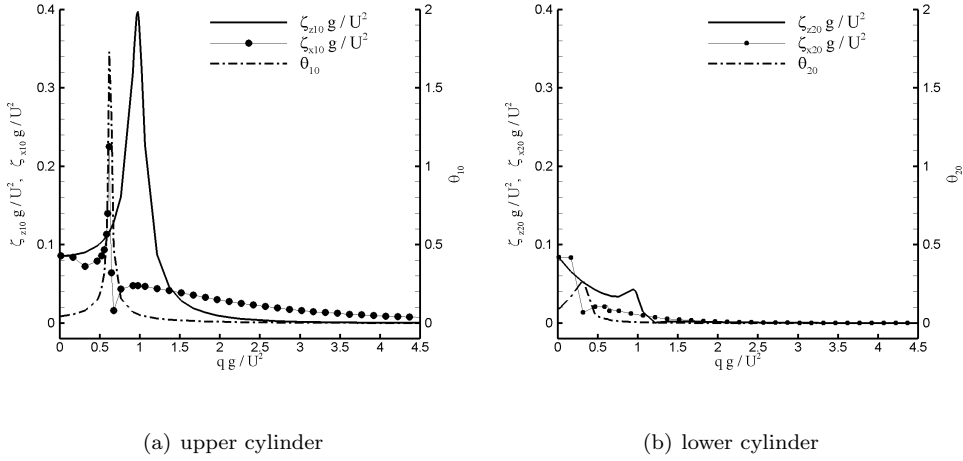 ζz10 g / U²
ζx10 g / U²
θ10
0.4
0.3
0.2
0.1
0
2
1.5
1
0.5
0
0 0.5 1 1.5 2 2.5 3 3.5 4 4.5
q g / U²
ζz10 g / U², ζx10 g / U²
θ10
(a) upper cylinder
ζz20 g / U²
ζx20 g / U²
θ20
0.4
0.3
0.2
0.1
0
2
1.5
1
0.5
0
0 0.5 1 1.5 2 2.5 3 3.5 4 4.5
q g / U²
ζz20 g / U², ζx20 g / U²
θ20
(b) lower cylinder